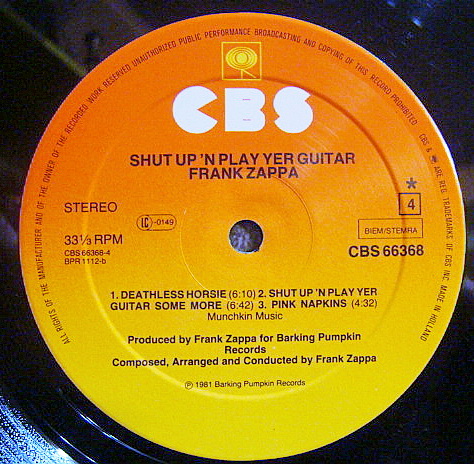 ALL RIGHTS OF THE MANUFACTURER AND OF THE OWNER OF THE RECORDED WORK RESERVED. UNAUTHORIZED PUBLIC PERFORMANCE BROADCASTING AND COPYING OF THIS RECORD PROHIBITED. CBS & ARE REG. TRADEMARKS OF CBS INC. MADE IN HOLLAND
CBS
SHUT UP 'N PLAY YER GUITAR
FRANK ZAPPA
*
STEREO
4
LC -0149
BIEM/STEMRA
33⅓ RPM
CBS 66368
CBS 66368-4
BPR 1112-b
1. DEATHLESS HORSIE (6:10) 2. SHUT UP 'N PLAY YER
GUITAR SOME MORE (6:42) 3. PINK NAPKINS (4:32)
Munchkin Music
Produced by Frank Zappa for Barking Pumpkin
Records
Composed, Arranged and Conducted by Frank Zappa
℗ 1981 Barking Pumpkin Records